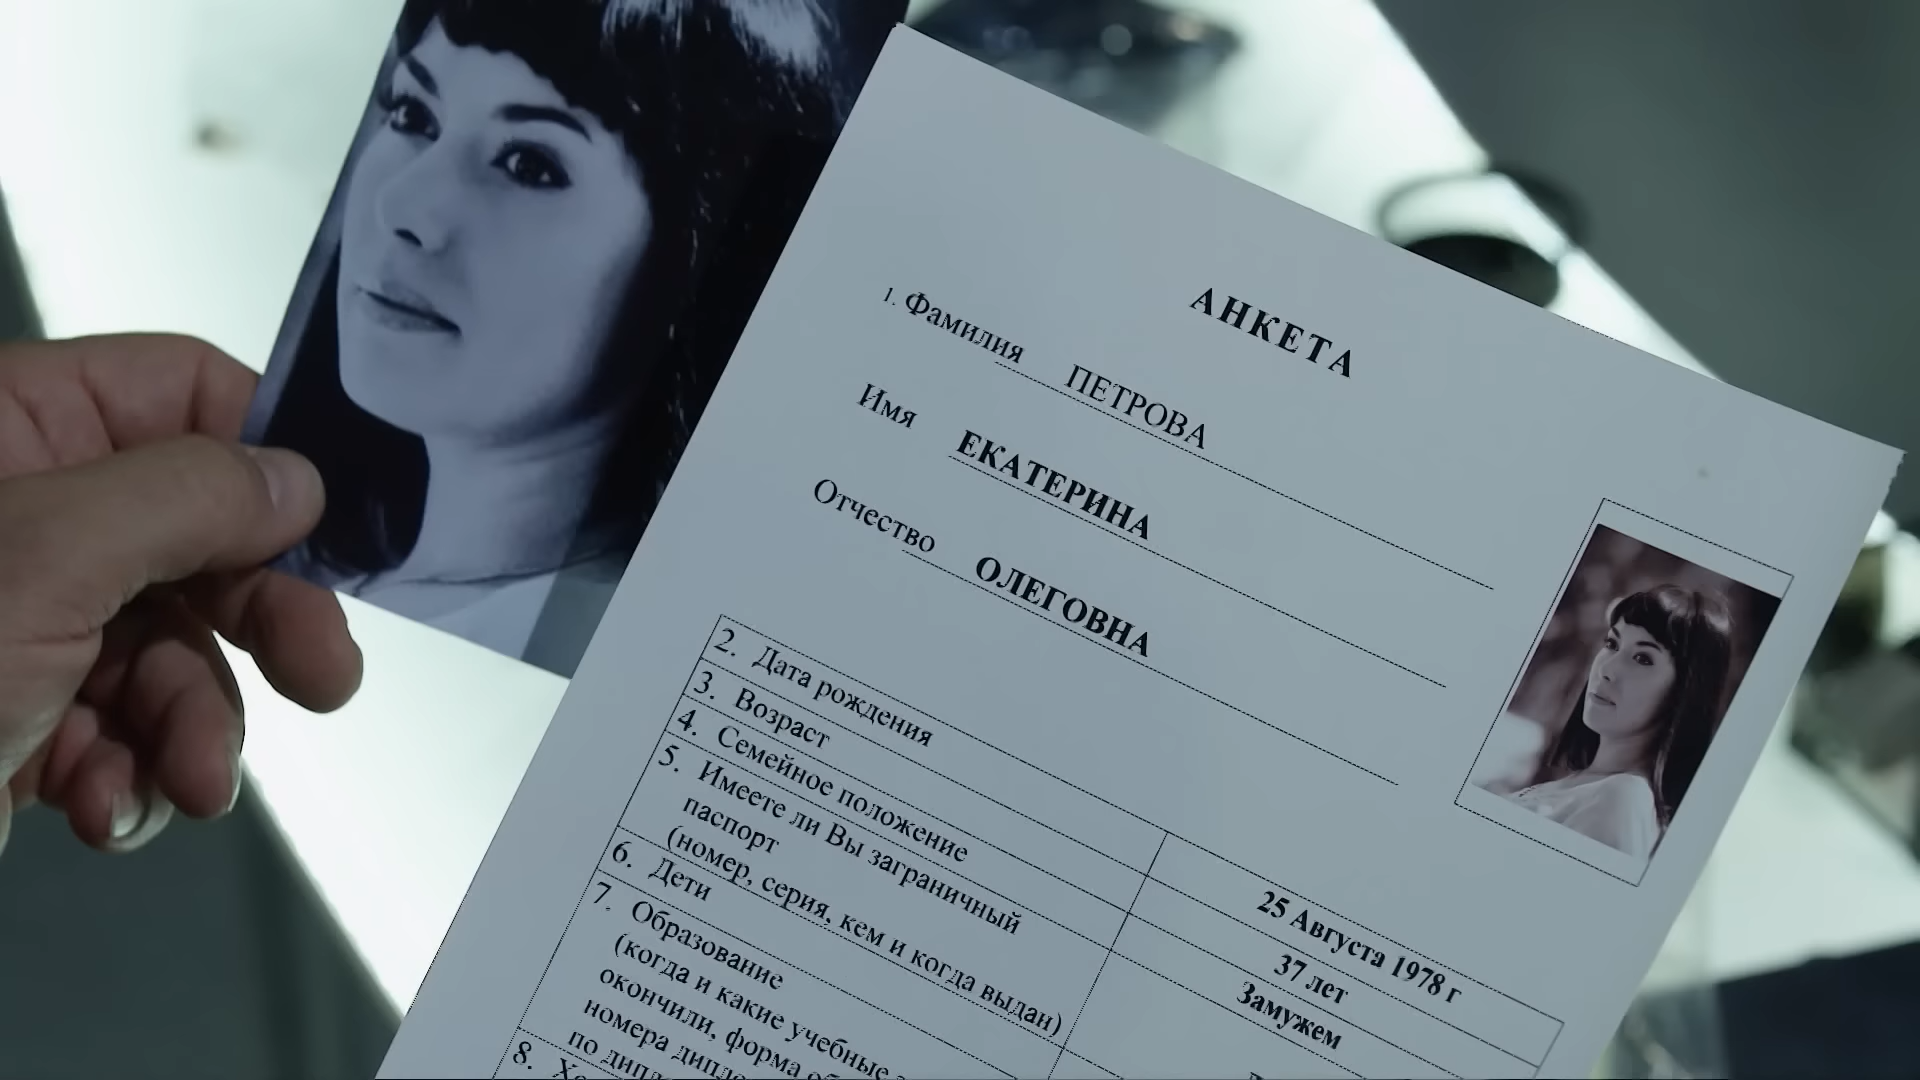 АНКЕТА
1. Фамилия ПЕТРОВА
Имя ЕКАТЕРИНА
Отчество ОЛЕГОВНА
2. Дата рождения 25 Августа 1978 г
3. Возраст 37 лет
4. Семейное положение Замужем
5. Имеете ли Вы заграничный
паспорт
(номер, серия, кем и когда выдан)
6. Дети
7. Образование
(когда и какие учебные
окончили, форма
номера
по
8.